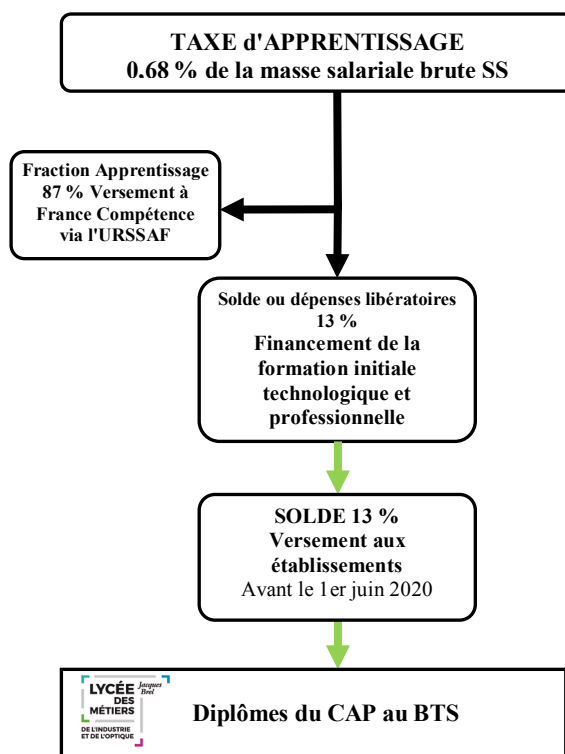 TAXE d'APPRENTISSAGE
0.68 % de la masse salariale brute SS
Fraction Apprentissage
87 % Versement à
France Compétence
via l'URSSAF
Solde ou dépenses libératoires
13 %
Financement de la
formation initiale
technologique et
professionnelle
SOLDE 13 %
Versement aux
établissements
Avant le 1er juin 2020
LYCÉE Jacques
DES Brel
MÉTIERS
DE L'INDUSTRIE
ET DE L'OPTIQUE
Diplômes du CAP au BTS